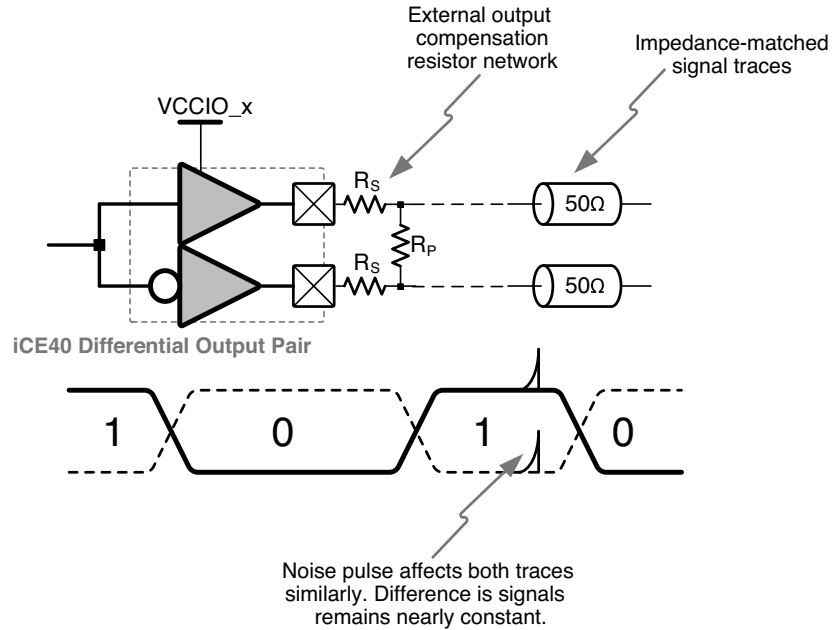 External output
compensation
resistor network
Impedance-matched
signal traces
VCCIO_x
RS
50Ω
RP
RS
50Ω
iCE40 Differential Output Pair
1 0 1 0
Noise pulse affects both traces
similarly. Difference is signals
remains nearly constant.